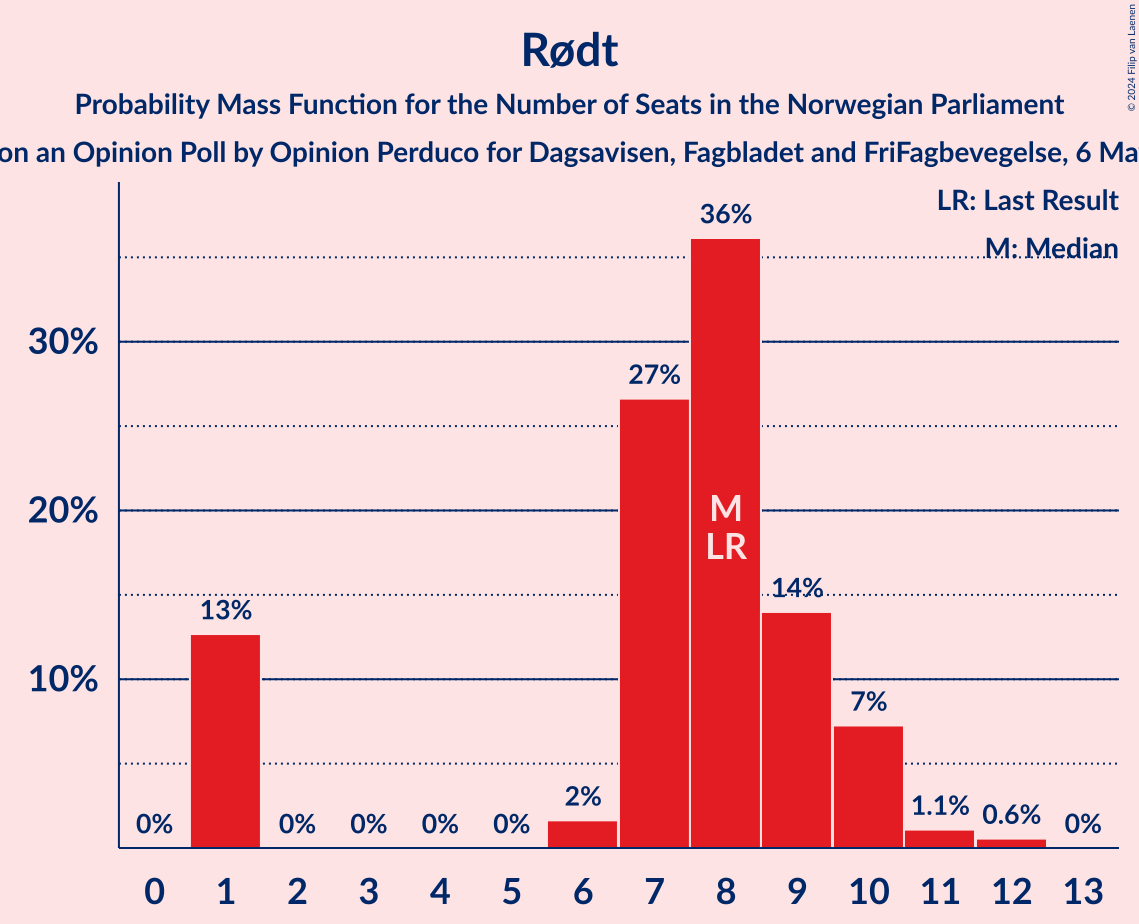 Rødt
Probability Mass Function for the Number of Seats in the Norwegian Parliament
on an Opinion Poll by Opinion Perduco for Dagsavisen, Fagbladet and FriFagbevegelse, 6 Ma
© 2024 Filip van Laenen
LR: Last Result
M: Median
30%
20%
10%
0%
13%
0%
0%
0%
0%
2%
27%
36%
14%
7%
1.1%
0.6%
0%
M
LR
0 1 2 3 4 5 6 7 8 9 10 11 12 13